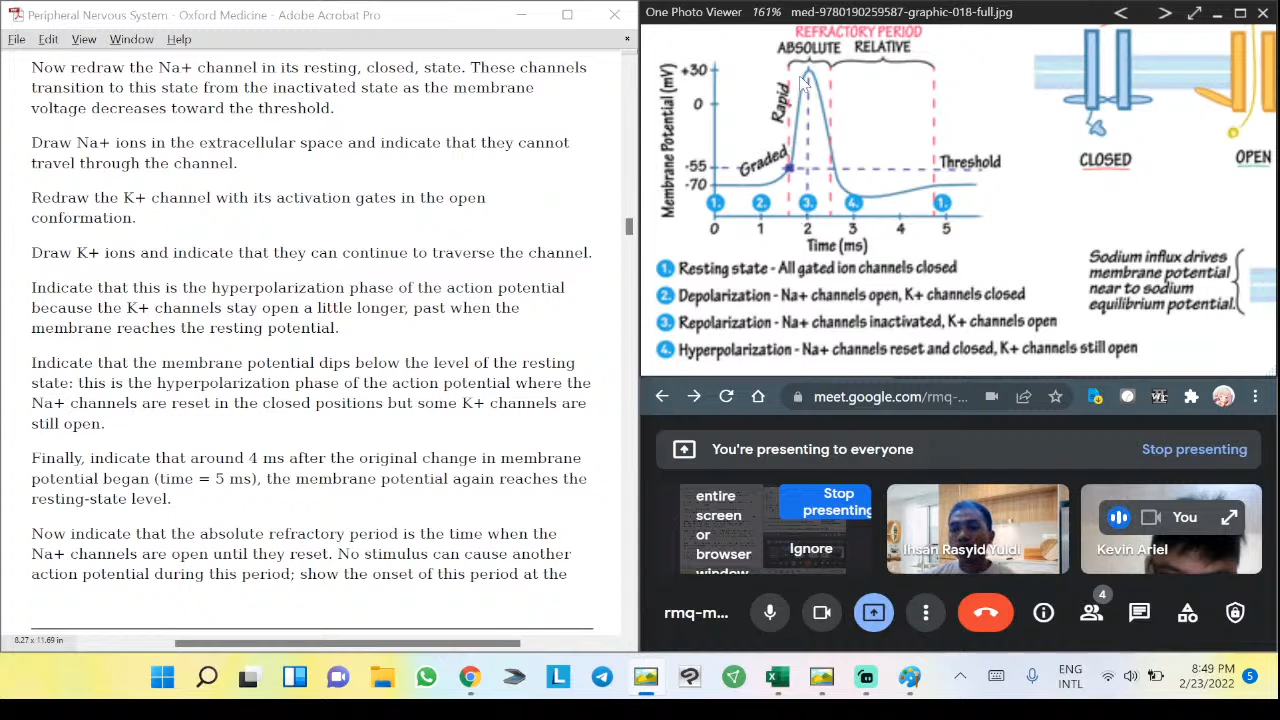 Peripheral Nervous System - Oxford Medicine - Adobe Acrobat Pro
File Edit View Window Help
Now redraw the Na+ channel in its resting, closed, state. These channels
transition to this state from the inactivated state as the membrane
voltage decreases toward the threshold.
Draw Na+ ions in the extracellular space and indicate that they cannot
travel through the channel.
Redraw the K+ channel with its activation gates in the open
conformation.
Draw K+ ions and indicate that they can continue to traverse the channel.
Indicate that this is the hyperpolarization phase of the action potential
because the K+ channels stay open a little longer, past when the
membrane reaches the resting potential.
Indicate that the membrane potential dips below the level of the resting
state: this is the hyperpolarization phase of the action potential where the
Na+ channels are reset in the closed positions but some K+ channels are
still open.
Finally, indicate that around 4 ms after the original change in membrane
potential began (time = 5 ms), the membrane potential again reaches the
resting-state level.
Now indicate that the absolute refractory period is the time when the
Na+ channels are open until they reset. No stimulus can cause another
action potential during this period; show the onset of this period at the
8.27 x 11.69 in
One Photo Viewer 161% med-9780190259587-graphic-018-full.jpg
REFRACTORY PERIOD
ABSOLUTE RELATIVE
Membrane Potential (mV)
+30
0
-55
-70
Rapid
Graded
Threshold
1. 2. 3. 4. 1.
0 1 2 3 4 5
Time (ms)
CLOSED
OPEN
1. Resting state - All gated ion channels closed
2. Depolarization - Na+ channels open, K+ channels closed
3. Repolarization - Na+ channels inactivated, K+ channels open
4. Hyperpolarization - Na+ channels reset and closed, K+ channels still open
Sodium influx drives
membrane potential
near to sodium
equilibrium potential.
meet.google.com/rmq-...
You're presenting to everyone
Stop presenting
entire
screen
or
browser
window
Stop
presenting
Ignore
Ihsan Rasyid Yuldi
You
Kevin Ariel
rmq-m...
4
ENG
INTL
8:49 PM
2/23/2022
5